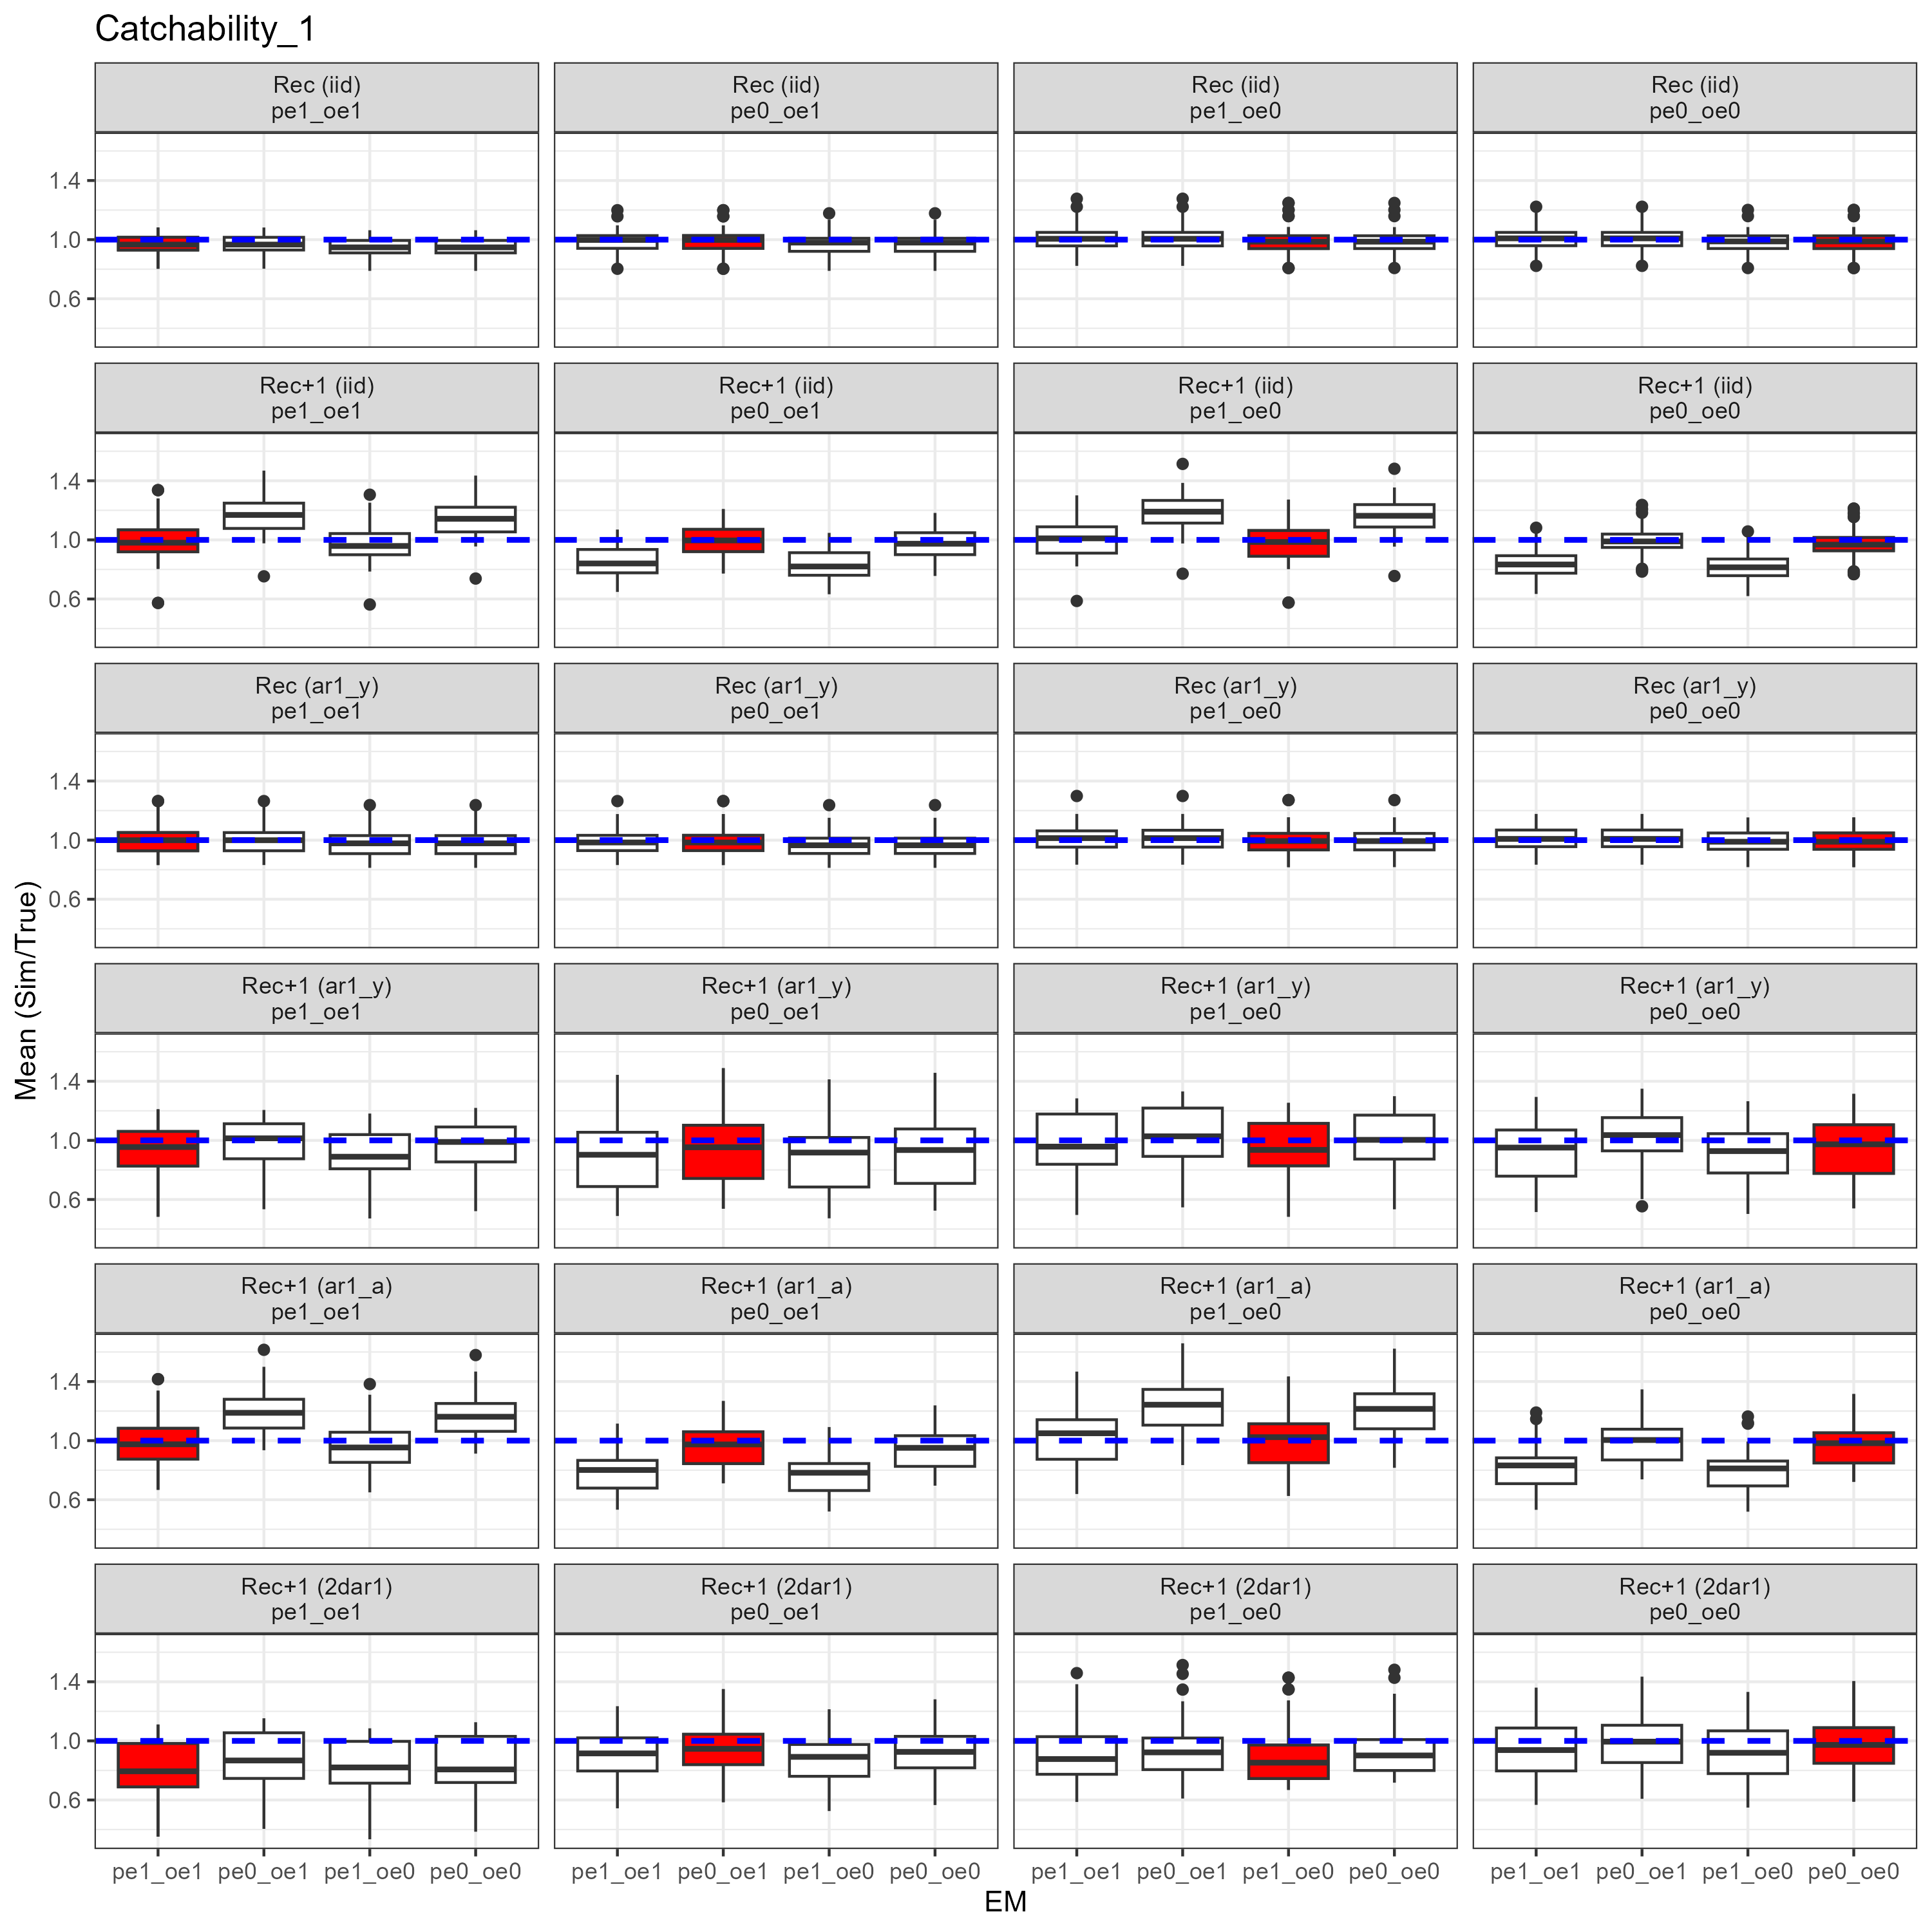 Catchability_1
Rec (iid)
pe1_oe1
Rec (iid)
pe0_oe1
Rec (iid)
pe1_oe0
Rec (iid)
pe0_oe0
1.4
1.0
0.6
Rec+1 (iid)
pe1_oe1
Rec+1 (iid)
pe0_oe1
Rec+1 (iid)
pe1_oe0
Rec+1 (iid)
pe0_oe0
1.4
1.0
0.6
Rec (ar1_y)
pe1_oe1
Rec (ar1_y)
pe0_oe1
Rec (ar1_y)
pe1_oe0
Rec (ar1_y)
pe0_oe0
1.4
1.0
0.6
Mean (Sim/True)
Rec+1 (ar1_y)
pe1_oe1
Rec+1 (ar1_y)
pe0_oe1
Rec+1 (ar1_y)
pe1_oe0
Rec+1 (ar1_y)
pe0_oe0
1.4
1.0
0.6
Rec+1 (ar1_a)
pe1_oe1
Rec+1 (ar1_a)
pe0_oe1
Rec+1 (ar1_a)
pe1_oe0
Rec+1 (ar1_a)
pe0_oe0
1.4
1.0
0.6
Rec+1 (2dar1)
pe1_oe1
Rec+1 (2dar1)
pe0_oe1
Rec+1 (2dar1)
pe1_oe0
Rec+1 (2dar1)
pe0_oe0
1.4
1.0
0.6
pe1_oe1 pe0_oe1 pe1_oe0 pe0_oe0
pe1_oe1 pe0_oe1 pe1_oe0 pe0_oe0
pe1_oe1 pe0_oe1 pe1_oe0 pe0_oe0
pe1_oe1 pe0_oe1 pe1_oe0 pe0_oe0
EM